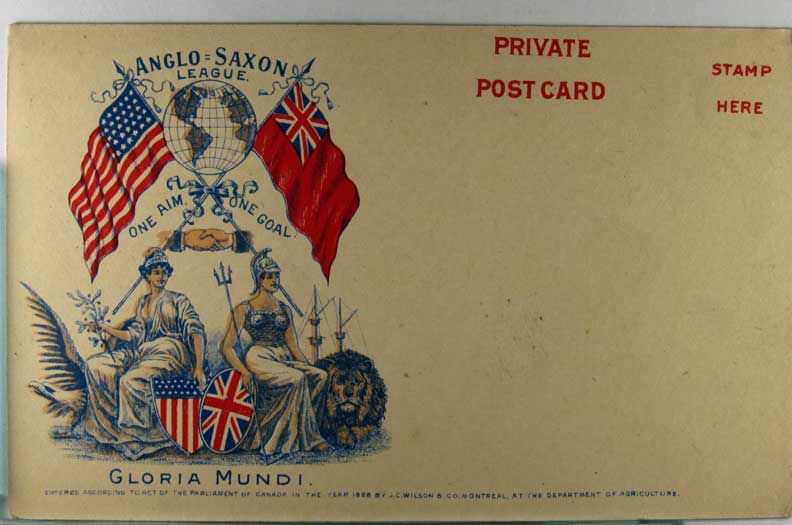 ANGLO=SAXON
LEAGUE.
PRIVATE
POST CARD
STAMP
HERE
ONE AIM, ONE GOAL.
LIBERTY
GLORIA MUNDI.
ENTERED ACCORDING TO ACT OF THE PARLIAMENT OF CANADA IN THE YEAR 1898 BY J.C. WILSON & CO. MONTREAL, AT THE DEPARTMENT OF AGRICULTURE.